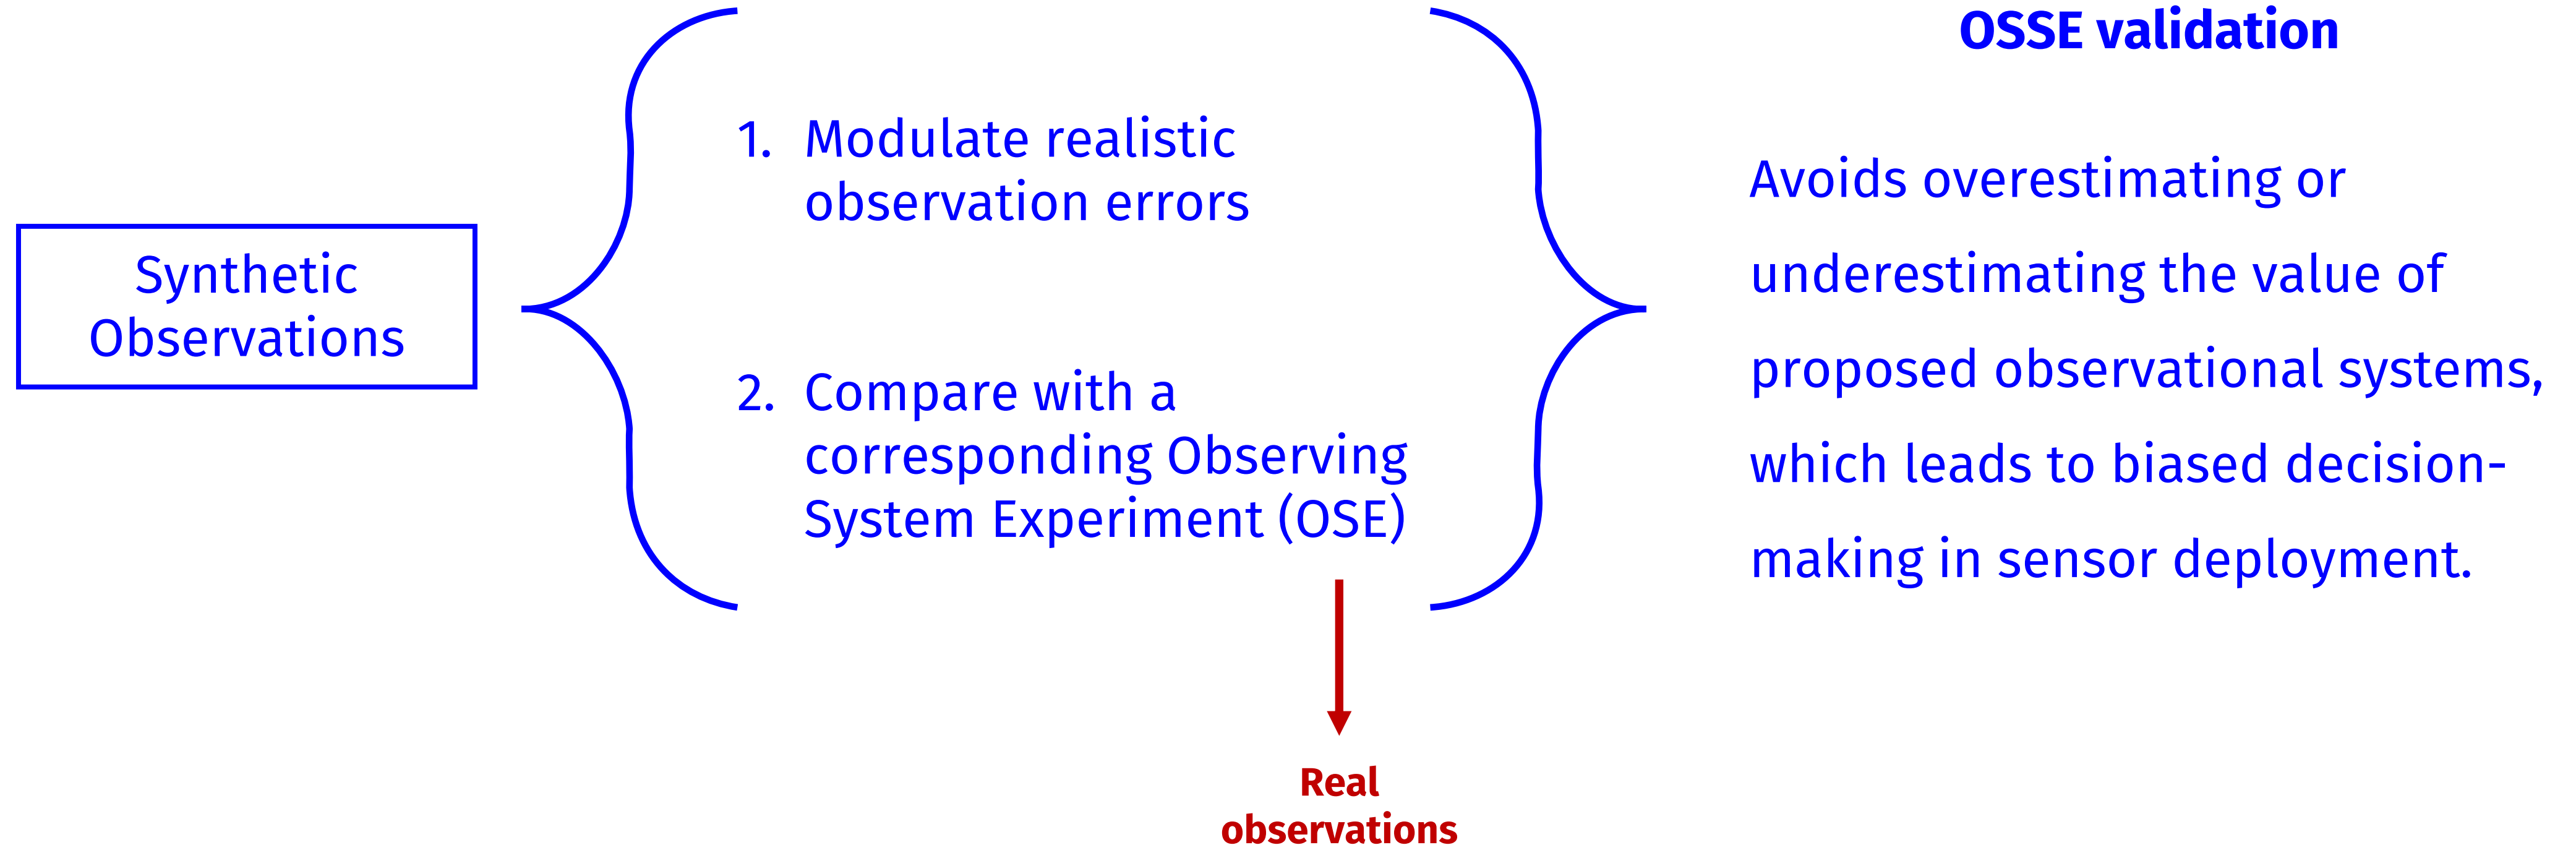 Synthetic
Observations
1. Modulate realistic
observation errors
2. Compare with a
corresponding Observing
System Experiment (OSE)
Real
observations
OSSE validation
Avoids overestimating or
underestimating the value of
proposed observational systems,
which leads to biased decision-
making in sensor deployment.